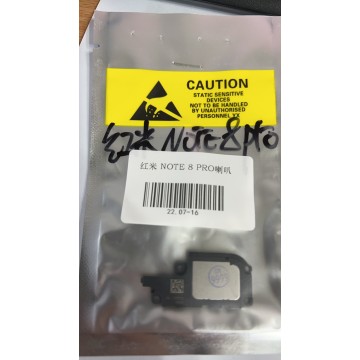 CAUTION
STATIC SENSITIVE
DEVICES
NOT TO BE HANDLED
BY UNAUTHORISED
PERSONNEL YX
红米 NOTE 8 pro
红米 NOTE 8 PRO喇叭
22.07-16